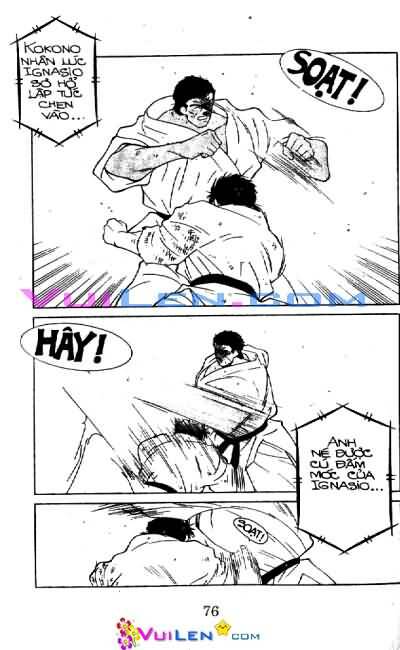 KOKONO
NHÂN LÚC
IGNASIO
SƠ HỞ
LẬP TỨC
CHEN
VÀO...
SOẠT!
VUILEN.COM
HÂY!
ANH
NÉ ĐƯỢC
CÚ ĐẤM
MÓC CỦA
IGNASIO...
SOẠT!
76
VUILEN.COM